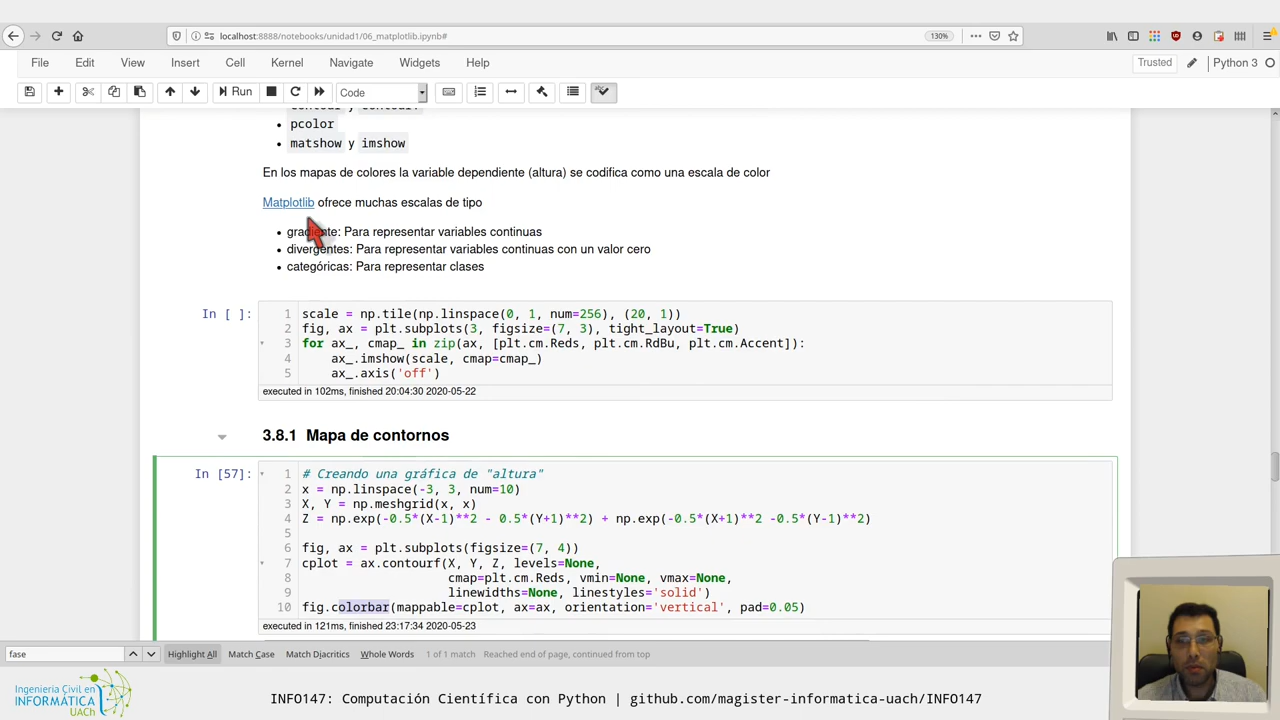 localhost:8888/notebooks/unidad1/06_matplotlib.ipynb#
130%
File Edit View Insert Cell Kernel Navigate Widgets Help
Trusted
Python 3
Run
Code
contour y contourf
pcolor
matshow y imshow
En los mapas de colores la variable dependiente (altura) se codifica como una escala de color
Matplotlib ofrece muchas escalas de tipo
gradiente: Para representar variables continuas
divergentes: Para representar variables continuas con un valor cero
categóricas: Para representar clases
In [ ]:
1 scale = np.tile(np.linspace(0, 1, num=256), (20, 1))
2 fig, ax = plt.subplots(3, figsize=(7, 3), tight_layout=True)
3 for ax_, cmap_ in zip(ax, [plt.cm.Reds, plt.cm.RdBu, plt.cm.Accent]):
4 ax_.imshow(scale, cmap=cmap_)
5 ax_.axis('off')
executed in 102ms, finished 20:04:30 2020-05-22
3.8.1 Mapa de contornos
In [57]:
1 # Creando una gráfica de "altura"
2 x = np.linspace(-3, 3, num=10)
3 X, Y = np.meshgrid(x, x)
4 Z = np.exp(-0.5*(X-1)**2 - 0.5*(Y+1)**2) + np.exp(-0.5*(X+1)**2 -0.5*(Y-1)**2)
5
6 fig, ax = plt.subplots(figsize=(7, 4))
7 cplot = ax.contourf(X, Y, Z, levels=None,
8 cmap=plt.cm.Reds, vmin=None, vmax=None,
9 linewidths=None, linestyles='solid')
10 fig.colorbar(mappable=cplot, ax=ax, orientation='vertical', pad=0.05)
executed in 121ms, finished 23:17:34 2020-05-23
fase
Highlight All Match Case Match Diacritics Whole Words 1 of 1 match Reached end of page, continued from top
Ingeniería Civil en
INFORMÁTICA
UACh
INFO147: Computación Científica con Python | github.com/magister-informatica-uach/INFO147